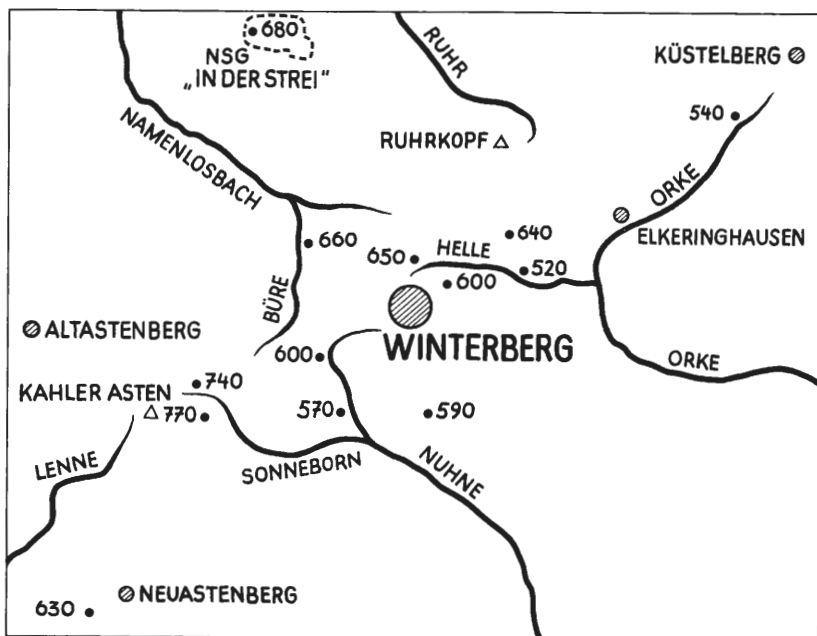 680
NSG
„IN DER STREI"
RUHR
KÜSTELBERG
540
NAMENLOSBACH
RUHRKOPF
ORKE
ELKERINGHAUSEN
660
650
HELLE
640
520
600
BÜRE
ALTASTENBERG
WINTERBERG
600
ORKE
740
KAHLER ASTEN
770
570
590
LENNE
SONNEBORN
NUHNE
NEUASTENBERG
630